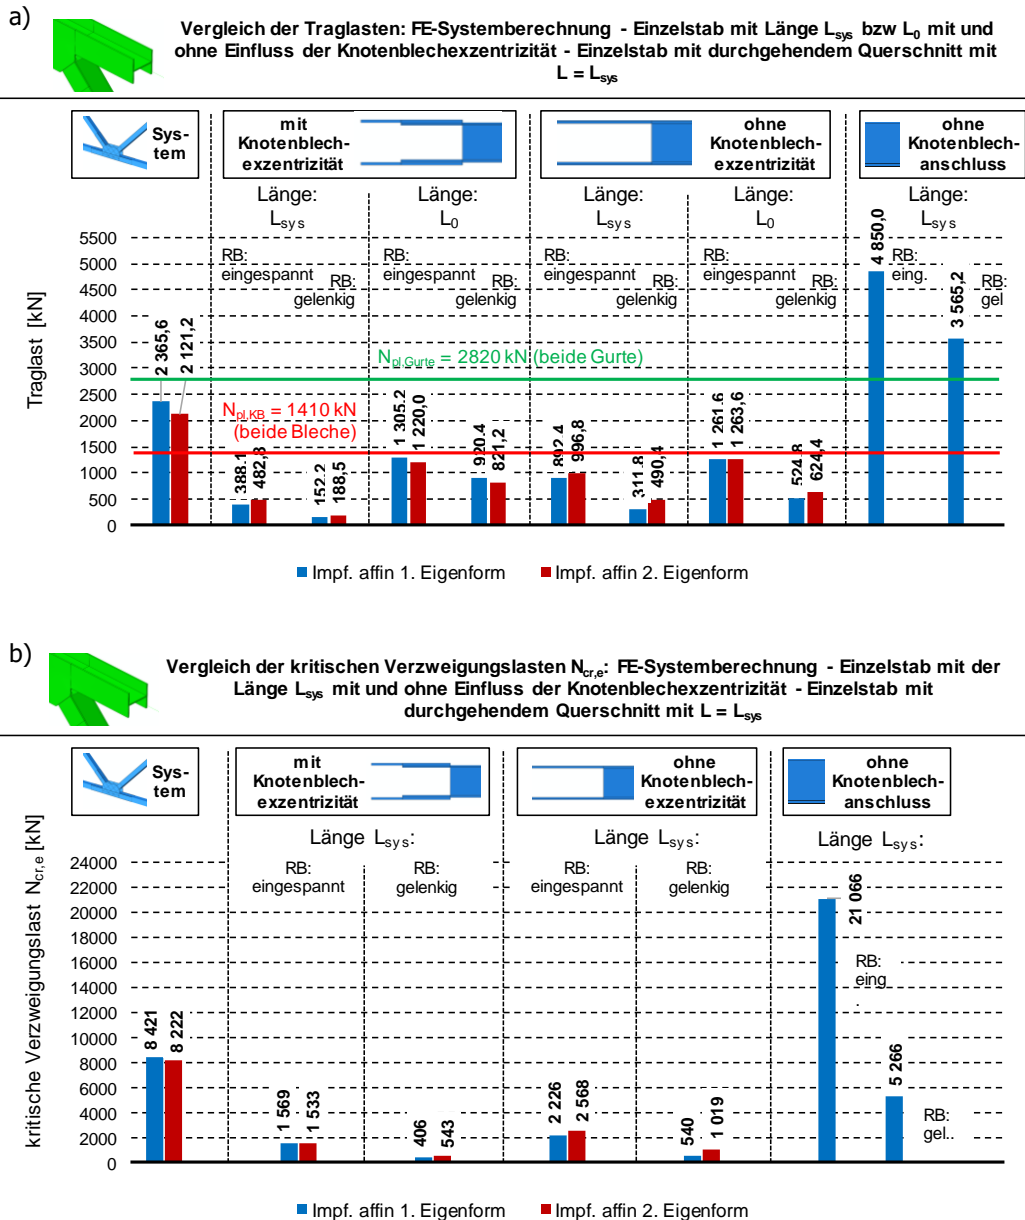 a)
Vergleich der Traglasten: FE-Systemberechnung - Einzelstab mit Länge Lsys bzw L0 mit und
ohne Einfluss der Knotenblechexzentrizität - Einzelstab mit durchgehendem Querschnitt mit
L = Lsys
Sys-
tem
mit
Knotenblech-
exzentrizität
ohne
Knotenblech-
exzentrizität
ohne
Knotenblech-
anschluss
Länge:
Lsys
Länge:
L0
Länge:
Lsys
Länge:
L0
Länge:
Lsys
RB:
eingespannt
RB:
gelenkig
RB:
eingespannt
RB:
gelenkig
RB:
eingespannt
RB:
gelenkig
RB:
eingespannt
RB:
gelenkig
RB:
eing.
RB:
gel
Traglast [kN]
5500
5000
4500
4000
3500
3000
2500
2000
1500
1000
500
0
Npl,Gurte = 2820 kN (beide Gurte)
Npl,KB = 1410 kN
(beide Bleche)
2 365,6
2 121,2
388,1
482,8
152,2
188,5
1 305,2
1 220,0
920,4
821,2
892,4
996,8
311,8
490,4
1 261,6
1 263,6
524,8
624,4
4 850,0
3 565,2
Impf. affin 1. Eigenform
Impf. affin 2. Eigenform
b)
Vergleich der kritischen Verzweigungslasten Ncr,e: FE-Systemberechnung - Einzelstab mit der
Länge Lsys mit und ohne Einfluss der Knotenblechexzentrizität - Einzelstab mit
durchgehendem Querschnitt mit L = Lsys
Sys-
tem
mit
Knotenblech-
exzentrizität
ohne
Knotenblech-
exzentrizität
ohne
Knotenblech-
anschluss
Länge Lsys:
Länge Lsys:
Länge Lsys:
RB:
eingespannt
RB:
gelenkig
RB:
eingespannt
RB:
gelenkig
RB:
eing
.
RB:
gel..
kritische Verzweigungslast Ncr,e [kN]
24000
22000
20000
18000
16000
14000
12000
10000
8000
6000
4000
2000
0
8 421
8 222
1 569
1 533
406
543
2 226
2 568
540
1 019
21 066
5 266
Impf. affin 1. Eigenform
Impf. affin 2. Eigenform